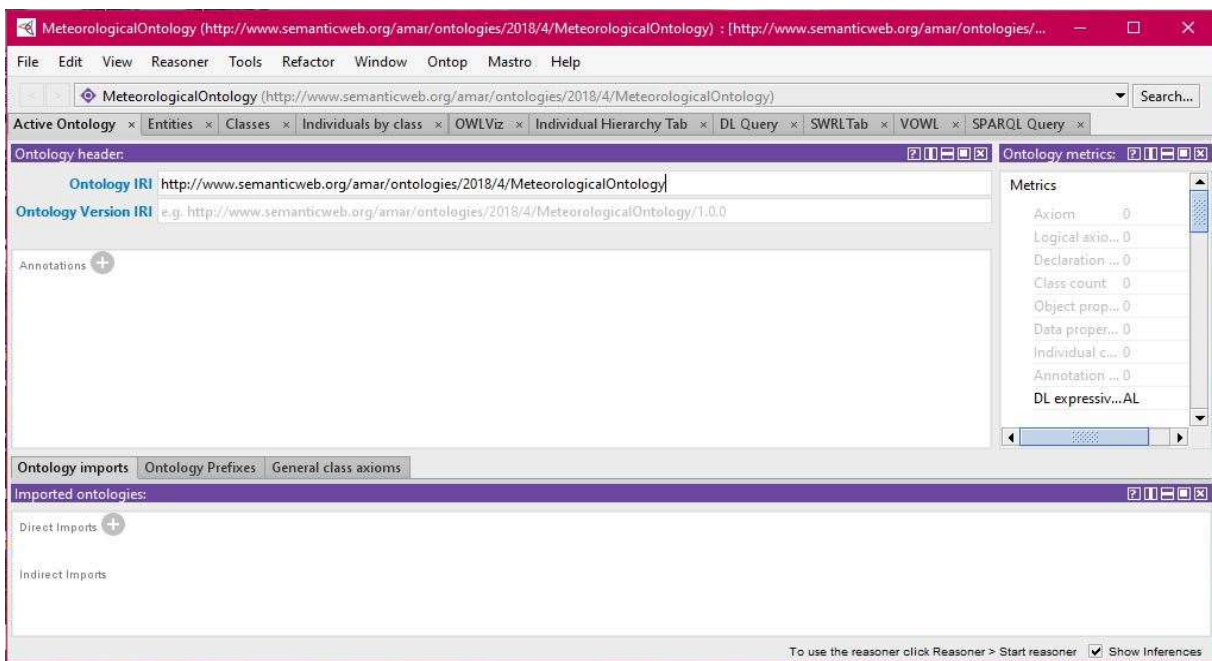 MeteorologicalOntology (http://www.semanticweb.org/amar/ontologies/2018/4/MeteorologicalOntology) : [http://www.semanticweb.org/amar/ontologies/...
File Edit View Reasoner Tools Refactor Window Ontop Mastro Help
MeteorologicalOntology (http://www.semanticweb.org/amar/ontologies/2018/4/MeteorologicalOntology) Search...
Active Ontology × Entities × Classes × Individuals by class × OWLViz × Individual Hierarchy Tab × DL Query × SWRLTab × VOWL × SPARQL Query ×
Ontology header:
Ontology IRI http://www.semanticweb.org/amar/ontologies/2018/4/MeteorologicalOntology
Ontology Version IRI e.g. http://www.semanticweb.org/amar/ontologies/2018/4/MeteorologicalOntology/1.0.0
Annotations
Ontology metrics:
Metrics
Axiom 0
Logical axio... 0
Declaration ... 0
Class count 0
Object prop... 0
Data proper... 0
Individual c... 0
Annotation ... 0
DL expressiv... AL
Ontology imports Ontology Prefixes General class axioms
Imported ontologies:
Direct Imports
Indirect Imports
To use the reasoner click Reasoner > Start reasoner Show Inferences